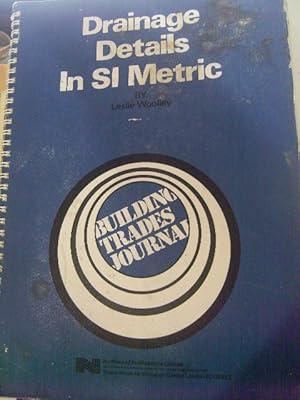 Drainage
Details
In SI Metric
BY
Leslie Woolley
BUILDING
TRADES
JOURNAL